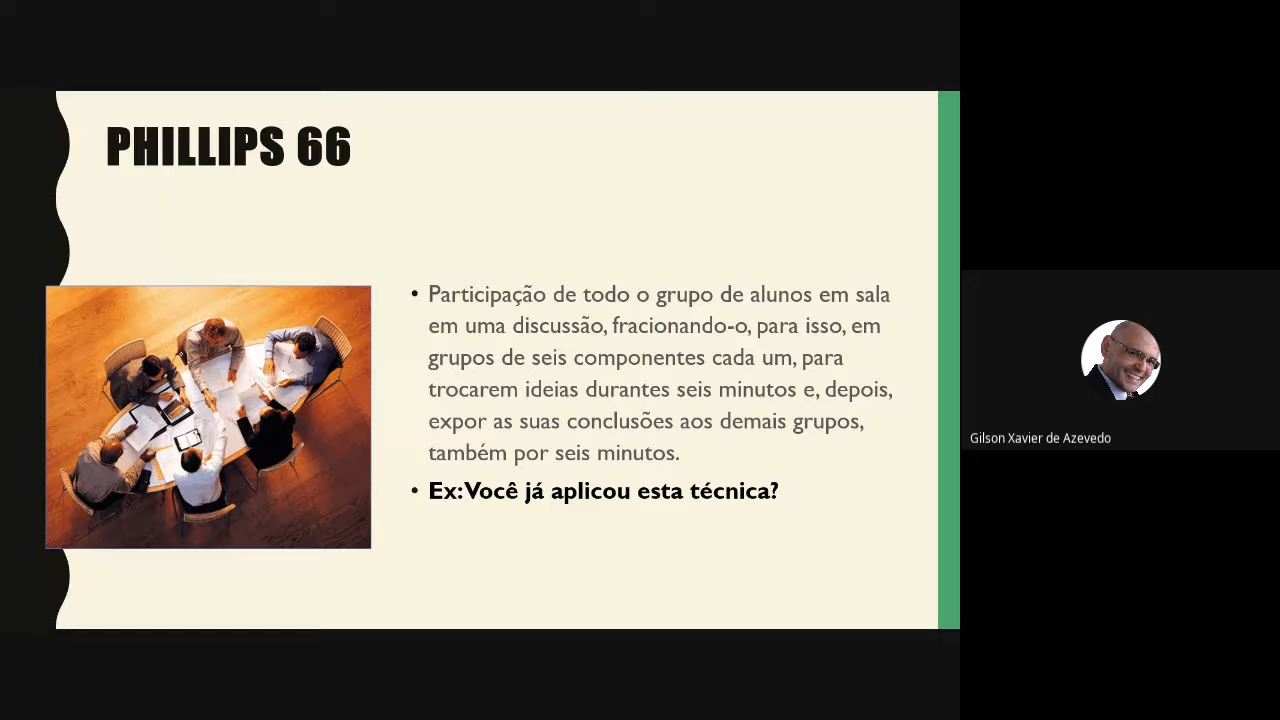 PHILLIPS 66
• Participação de todo o grupo de alunos em sala
em uma discussão, fracionando-o, para isso, em
grupos de seis componentes cada um, para
trocarem ideias durantes seis minutos e, depois,
expor as suas conclusões aos demais grupos,
também por seis minutos.
• Ex: Você já aplicou esta técnica?
Gilson Xavier de Azevedo